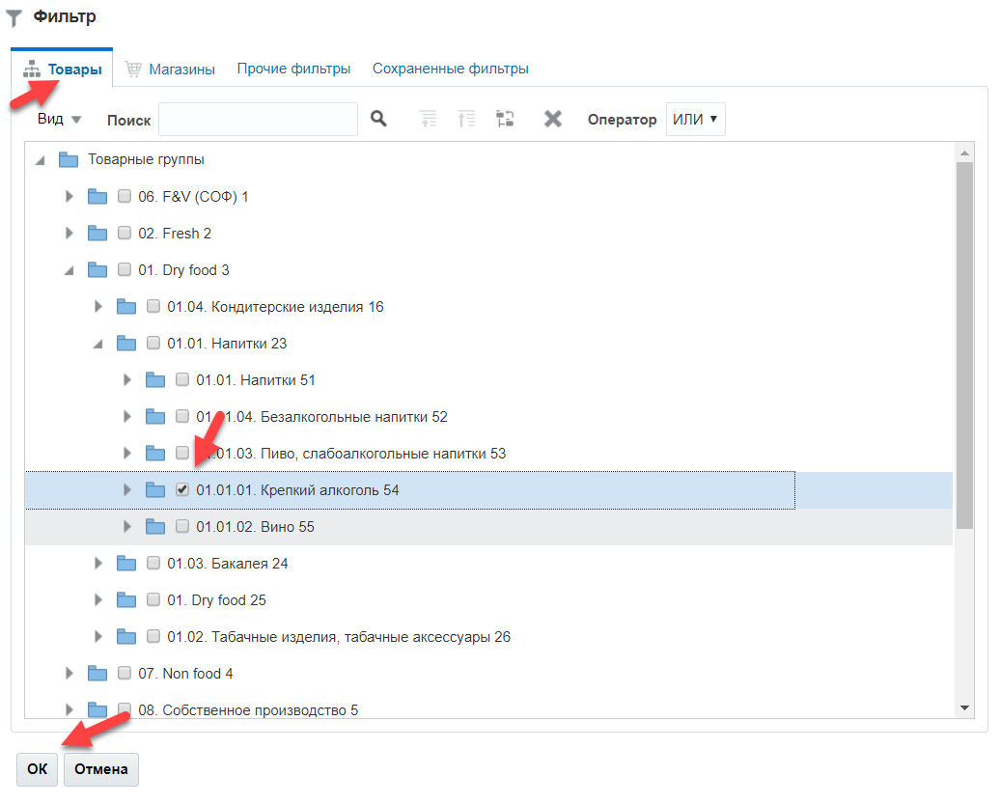 Фильтр
Товары Магазины Прочие фильтры Сохраненные фильтры
Вид Поиск Оператор ИЛИ
Товарные группы
06. F&V (СОФ) 1
02. Fresh 2
01. Dry food 3
01.04. Кондитерские изделия 16
01.01. Напитки 23
01.01. Напитки 51
01.01.04. Безалкогольные напитки 52
01.01.03. Пиво, слабоалкогольные напитки 53
01.01.01. Крепкий алкоголь 54
01.01.02. Вино 55
01.03. Бакалея 24
01. Dry food 25
01.02. Табачные изделия, табачные аксессуары 26
07. Non food 4
08. Собственное производство 5
ОК Отмена